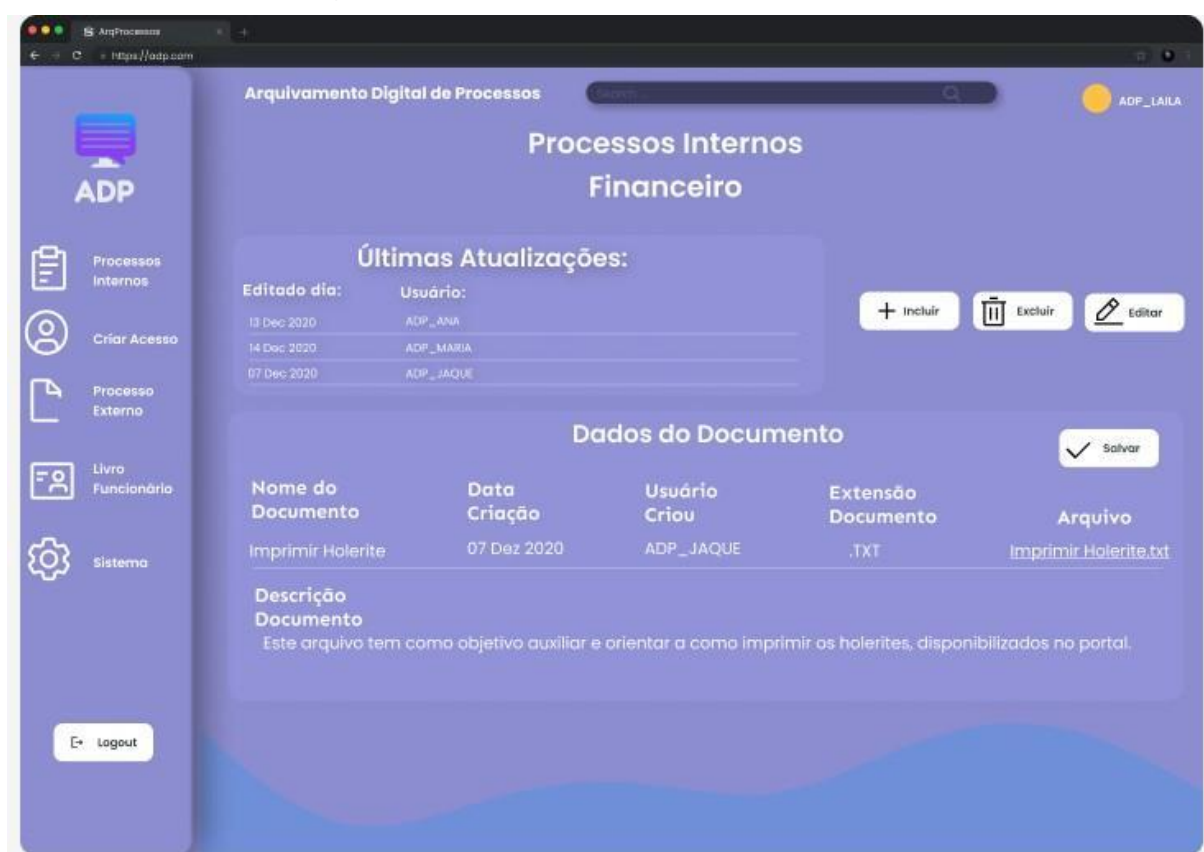 ArqProcessos
https://adp.com
Arquivamento Digital de Processos
Search...
ADP_LAILA
ADP
Processos Internos
Financeiro
Processos
Internos
Criar Acesso
Processo
Externo
Livro
Funcionário
Sistema
Logout
Últimas Atualizações:
Editado dia: Usuário:
13 Dec 2020 ADP_ANA
14 Dec 2020 ADP_MARIA
07 Dec 2020 ADP_JAQUE
Incluir
Excluir
Editar
Dados do Documento
Salvar
Nome do
Documento
Data
Criação
Usuário
Criou
Extensão
Documento
Arquivo
Imprimir Holerite 07 Dez 2020 ADP_JAQUE .TXT Imprimir Holerite.txt
Descrição
Documento
Este arquivo tem como objetivo auxiliar e orientar a como imprimir os holerites, disponibilizados no portal.